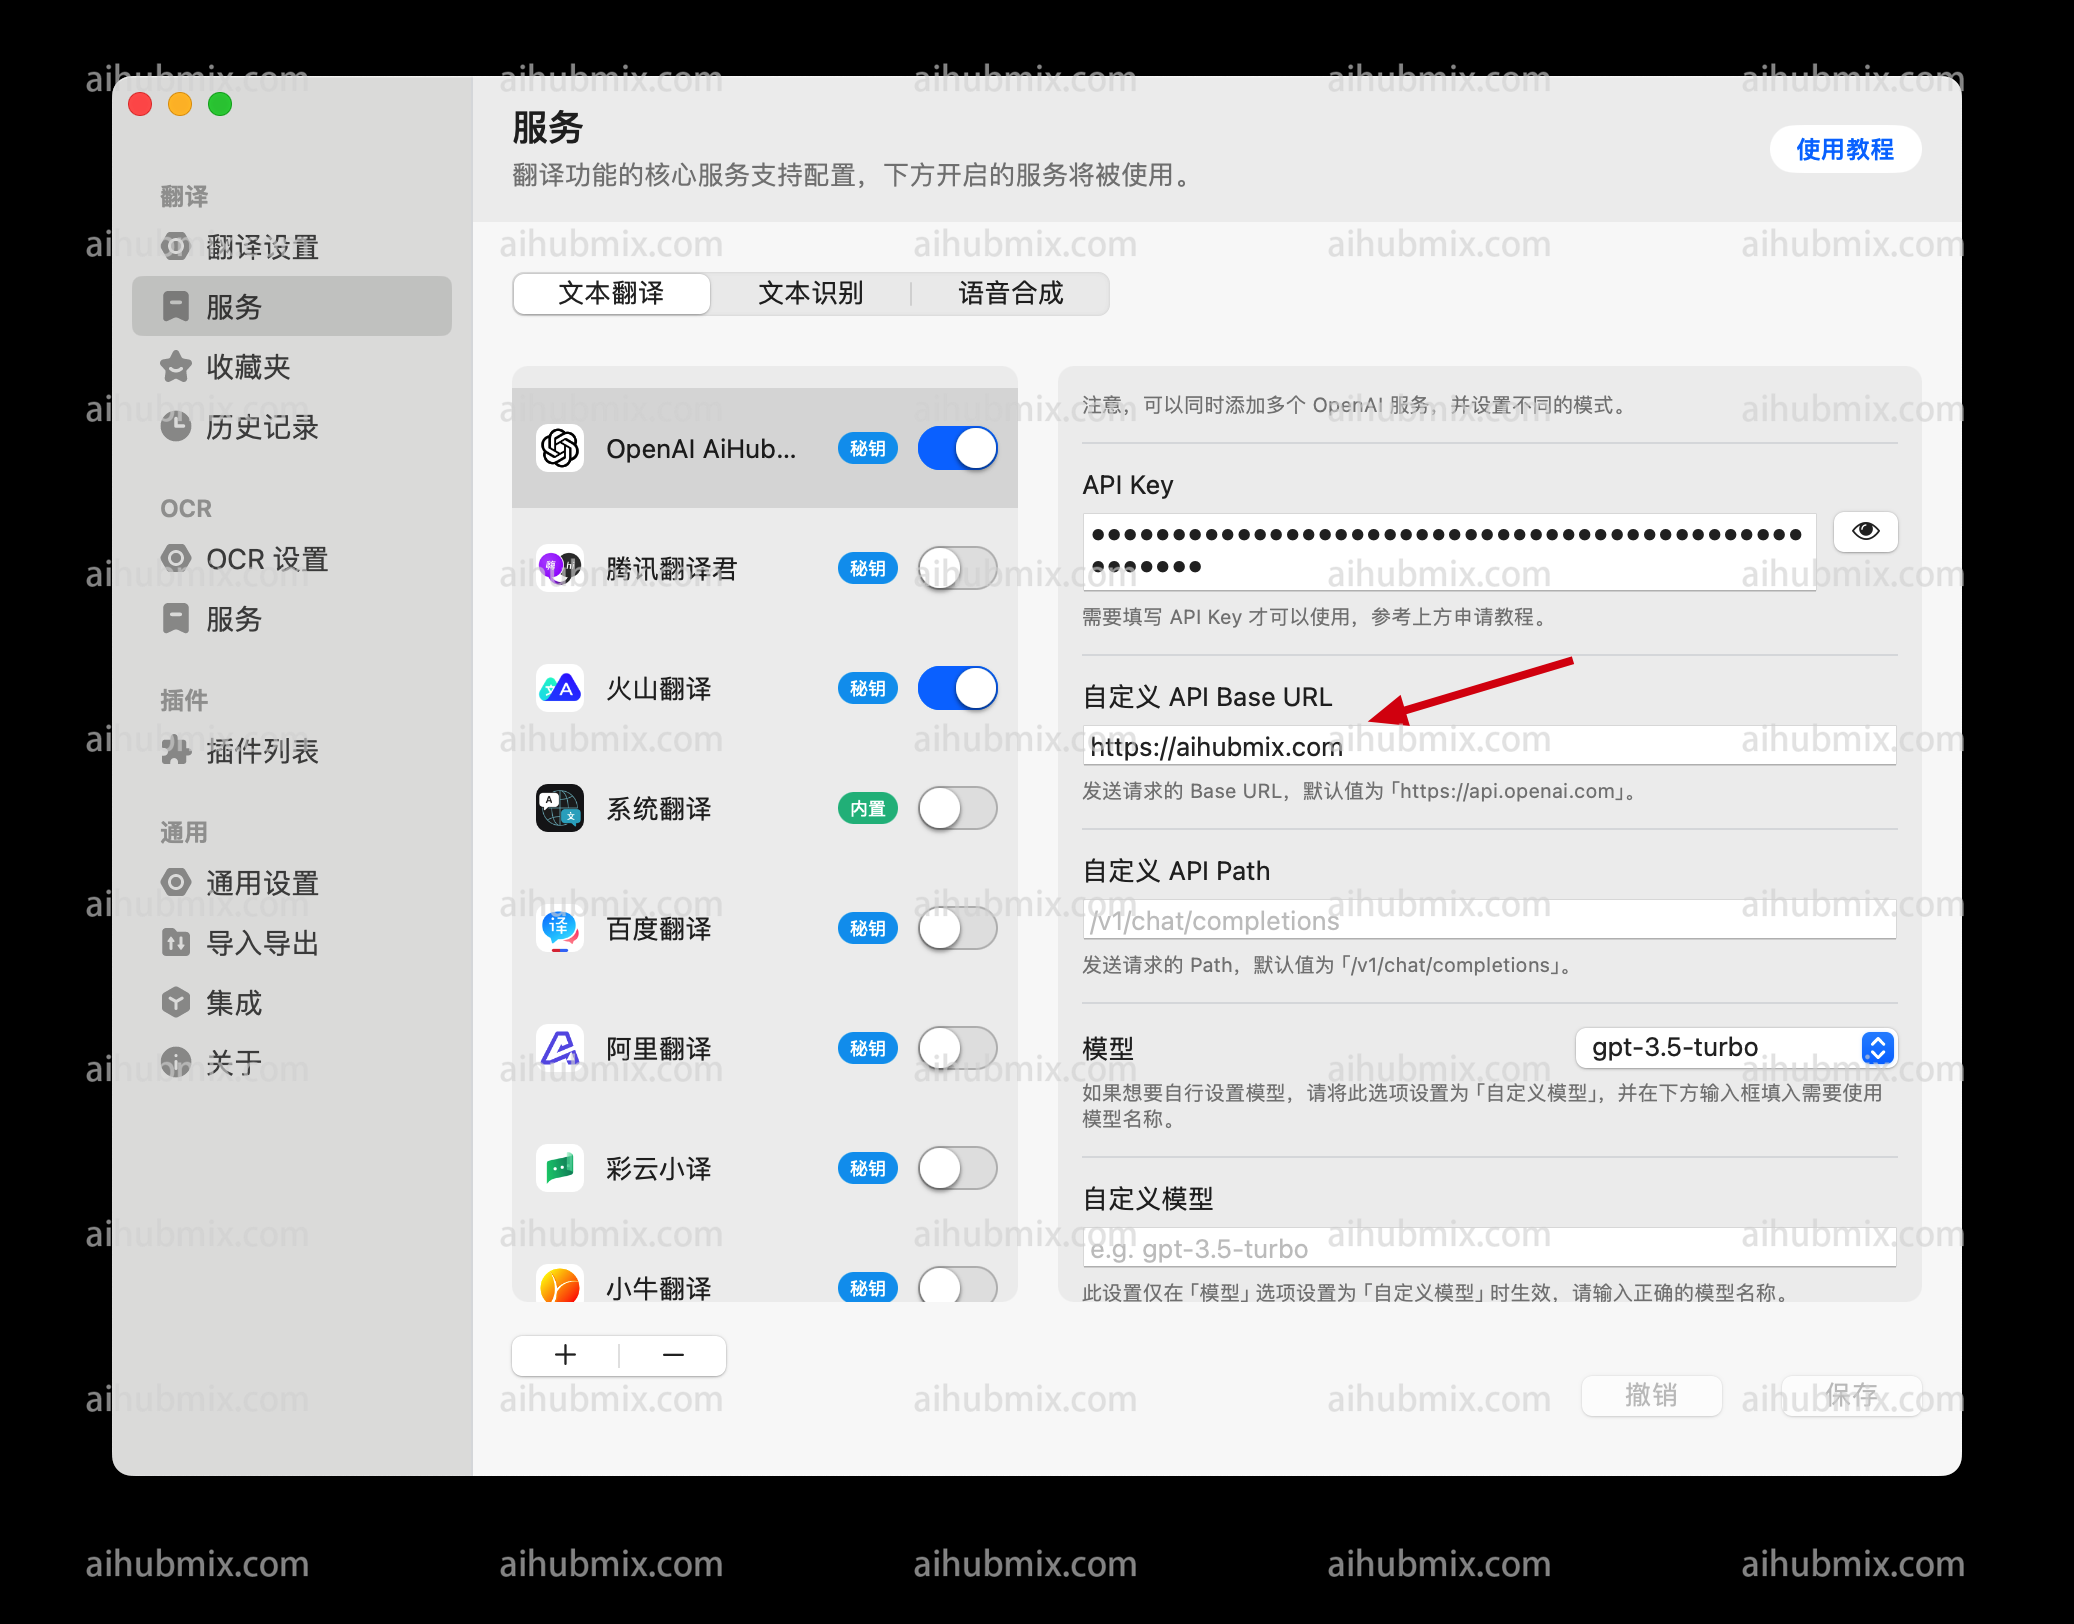 服务
翻译功能的核心服务支持配置，下方开启的服务将被使用。
使用教程
翻译
翻译设置
服务
收藏夹
历史记录
OCR
OCR 设置
服务
插件
插件列表
通用
通用设置
导入导出
集成
关于
文本翻译
文本识别
语音合成
OpenAI AiHub...
秘钥
腾讯翻译君
秘钥
火山翻译
秘钥
系统翻译
内置
百度翻译
秘钥
阿里翻译
秘钥
彩云小译
秘钥
小牛翻译
秘钥
注意，可以同时添加多个 OpenAI 服务，并设置不同的模式。
API Key
需要填写 API Key 才可以使用，参考上方申请教程。
自定义 API Base URL
https://aihubmix.com
发送请求的 Base URL，默认值为「https://api.openai.com」。
自定义 API Path
/v1/chat/completions
发送请求的 Path，默认值为「/v1/chat/completions」。
模型
gpt-3.5-turbo
如果想要自行设置模型，请将此选项设置为「自定义模型」，并在下方输入框填入需要使用
模型名称。
自定义模型
e.g. gpt-3.5-turbo
此设置仅在「模型」选项设置为「自定义模型」时生效，请输入正确的模型名称。
撤销
保存
aihubmix.com aihubmix.com aihubmix.com aihubmix.com aihubmix.com